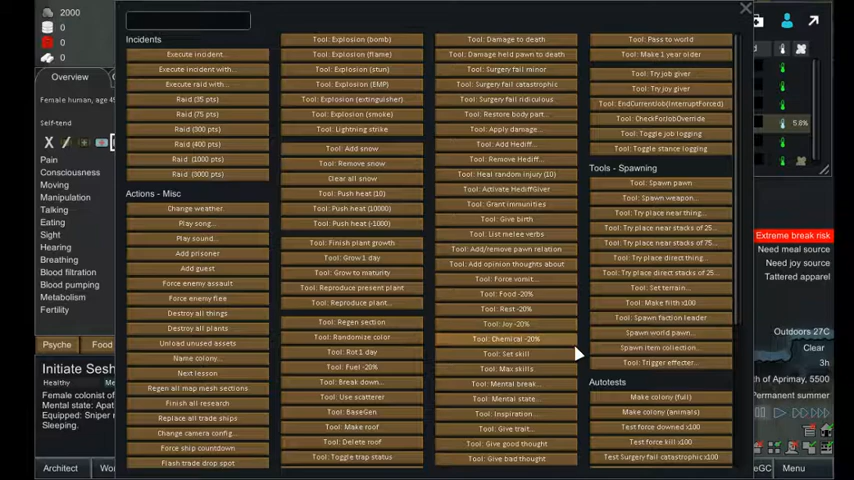 2000
0
0
0
Overview
Female human, age 4
Self-tend
Pain
Consciousness
Moving
Manipulation
Talking
Eating
Sight
Hearing
Breathing
Blood filtration
Blood pumping
Metabolism
Fertility
Psyche
Food
Initiate Sesh
Healthy
Female colonist of
Mental state: Apat
Equipped: Sniper r
Sleeping.
Architect
Wo
Incidents
Execute incident...
Execute incident with...
Execute raid with...
Raid (35 pts)
Raid (75 pts)
Raid (300 pts)
Raid (400 pts)
Raid (1000 pts)
Raid (3000 pts)
Actions - Misc
Change weather...
Play song...
Play sound...
Add prisoner
Add guest
Force enemy assault
Force enemy flee
Destroy all things
Destroy all plants
Unload unused assets
Name colony...
Next lesson
Regen all map mesh sections
Finish all research
Replace all trade ships
Change camera config...
Force ship countdown
Flash trade drop spot
Tool: Explosion (bomb)
Tool: Explosion (flame)
Tool: Explosion (stun)
Tool: Explosion (EMP)
Tool: Explosion (extinguisher)
Tool: Explosion (smoke)
Tool: Lightning strike
Tool: Add snow
Tool: Remove snow
Clear all snow
Tool: Push heat (10)
Tool: Push heat (10000)
Tool: Push heat (-1000)
Tool: Finish plant growth
Tool: Grow 1 day
Tool: Grow to maturity
Tool: Reproduce present plant
Tool: Reproduce plant...
Tool: Regen section
Tool: Randomize color
Tool: Rot 1 day
Tool: Fuel -20%
Tool: Break down...
Tool: Use scatterer
Tool: BaseGen
Tool: Make roof
Tool: Delete roof
Tool: Toggle trap status
Tool: Damage to death
Tool: Damage held pawn to death
Tool: Surgery fail minor
Tool: Surgery fail catastrophic
Tool: Surgery fail ridiculous
Tool: Restore body part...
Tool: Apply damage...
Tool: Add Hediff...
Tool: Remove Hediff...
Tool: Heal random injury (10)
Tool: Activate HediffGiver
Tool: Grant immunities
Tool: Give birth
Tool: List melee verbs
Tool: Add/remove pawn relation
Tool: Add opinion thoughts about
Tool: Force vomit...
Tool: Food -20%
Tool: Rest -20%
Tool: Joy -20%
Tool: Chemical -20%
Tool: Set skill
Tool: Max skills
Tool: Mental break...
Tool: Mental state...
Tool: Inspiration...
Tool: Give trait...
Tool: Give good thought
Tool: Give bad thought
Tool: Pass to world
Tool: Make 1 year older
Tool: Try job giver
Tool: Try joy giver
Tool: EndCurrentJob(InterruptForced)
Tool: CheckForJobOverride
Tool: Toggle job logging
Tool: Toggle stance logging
Tools - Spawning
Tool: Spawn pawn
Tool: Spawn weapon...
Tool: Try place near thing...
Tool: Try place near stacks of 25...
Tool: Try place near stacks of 75...
Tool: Try place direct thing...
Tool: Try place direct stacks of 25...
Tool: Set terrain...
Tool: Make filth x100
Tool: Spawn faction leader
Spawn world pawn...
Spawn item collection...
Tool: Trigger effecter...
Autotests
Make colony (full)
Make colony (animals)
Test force downed x100
Test force kill x100
Test Surgery fail catastrophic x100
5.8%
Extreme break risk
Need meal source
Need joy source
Tattered apparel
Outdoors 27C
Clear
3h
h of Aprimay, 5500
Permanent summer
eGC
Menu